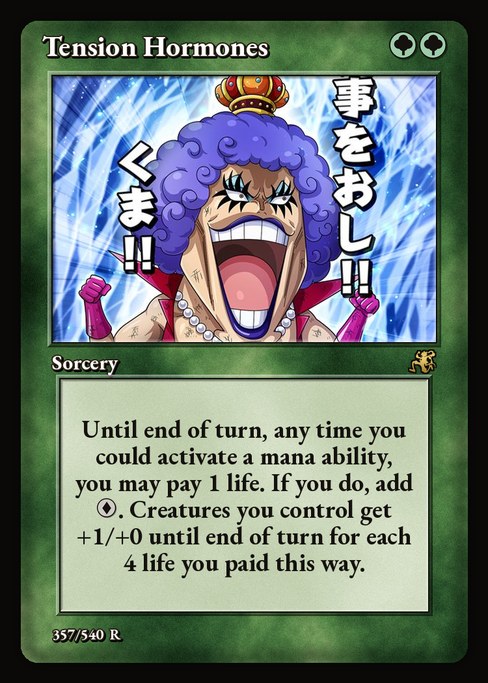 Tension Hormones
事をおし!!
くま!!
Sorcery
Until end of turn, any time you
could activate a mana ability,
you may pay 1 life. If you do, add
. Creatures you control get
+1/+0 until end of turn for each
4 life you paid this way.
357/540 R